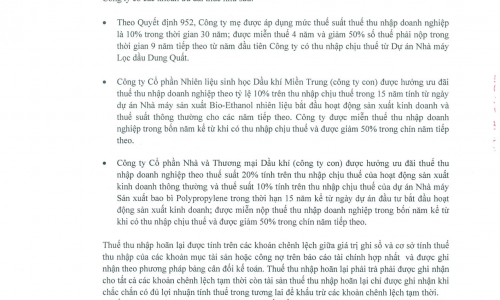 • Theo Quyết định 952, Công ty mẹ được áp dụng mức thuế suất thuế thu nhập doanh nghiệp
là 10% trong thời gian 30 năm; được miễn thuế 4 năm và giảm 50% số thuế phải nộp trong
thời gian 9 năm tiếp theo từ năm đầu tiên Công ty có thu nhập chịu thuế từ Dự án Nhà máy
Lọc dầu Dung Quất.
• Công ty Cổ phần Nhiên liệu sinh học Dầu khí Miền Trung (công ty con) được hưởng ưu đãi
thuế thu nhập doanh nghiệp theo tỷ lệ 10% trên thu nhập chịu thuế trong 15 năm tính từ ngày
dự án Nhà máy sản xuất Bio-Ethanol nhiên liệu bắt đầu hoạt động sản xuất kinh doanh và
thuế suất thông thường cho các năm tiếp theo. Công ty được miễn thuế thu nhập doanh
nghiệp trong bốn năm kể từ khi có thu nhập chịu thuế và được giảm 50% trong chín năm tiếp
theo.
• Công ty Cổ phần Nhà và Thương mại Dầu khí (công ty con) được hưởng ưu đãi thuế thu
nhập doanh nghiệp theo thuế suất 20% tính trên thu nhập chịu thuế của hoạt động sản xuất
kinh doanh thông thường và thuế suất 10% tính trên thu nhập chịu thuế của dự án Nhà máy
Sản xuất bao bì Polypropylene trong thời hạn 15 năm kể từ ngày dự án đầu tư bắt đầu hoạt
động sản xuất kinh doanh; được miễn nộp thuế thu nhập doanh nghiệp trong bốn năm kể từ
khi có thu nhập chịu thuế và được giảm 50% trong chín năm tiếp theo.
Thuế thu nhập hoãn lại được tính trên các khoản chênh lệch giữa giá trị ghi sổ và cơ sở tính thuế
thu nhập của các khoản mục tài sản hoặc công nợ trên báo cáo tài chính hợp nhất và được ghi
nhận theo phương pháp bảng cân đối kế toán. Thuế thu nhập hoãn lại phải trả phải được ghi nhận
cho tất cả các khoản chênh lệch tạm thời còn tài sản thuế thu nhập hoãn lại chỉ được ghi nhận khi
chắc chắn có đủ lợi nhuận tính thuế trong tương lai để khấu trừ các khoản chênh lệch tạm thời.